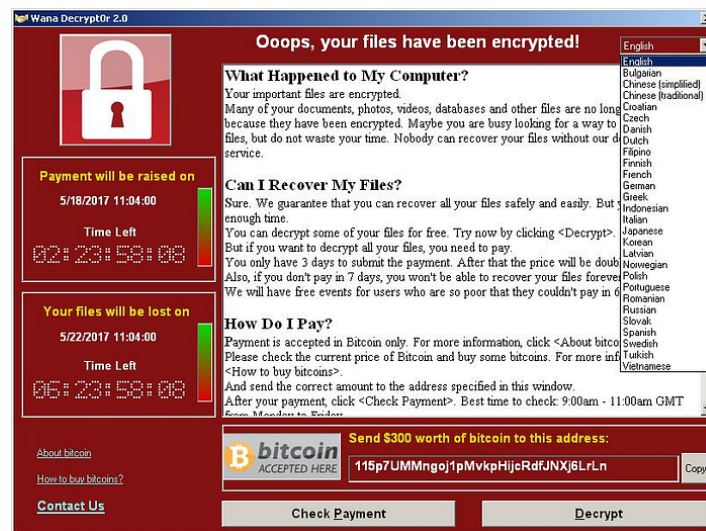 Wana Decrypt0r 2.0
Ooops, your files have been encrypted!
English
English
Bulgarian
Chinese (simplified)
Chinese (traditional)
Croatian
Czech
Danish
Dutch
Filipino
Finnish
French
German
Greek
Indonesian
Italian
Japanese
Korean
Latvian
Norwegian
Polish
Portuguese
Romanian
Russian
Slovak
Spanish
Swedish
Turkish
Vietnamese
Payment will be raised on
5/18/2017 11:04:00
Time Left
02:23:58:08
Your files will be lost on
5/22/2017 11:04:00
Time Left
06:23:58:08
About bitcoin
How to buy bitcoins?
Contact Us
What Happened to My Computer?
Your important files are encrypted.
Many of your documents, photos, videos, databases and other files are no
because they have been encrypted. Maybe you are busy looking for a way to
files, but do not waste your time. Nobody can recover your files without our
service.
Can I Recover My Files?
Sure. We guarantee that you can recover all your files safely and easily. But
enough time.
You can decrypt some of your files for free. Try now by clicking <Decrypt>.
But if you want to decrypt all your files, you need to pay.
You only have 3 days to submit the payment. After that the price will be
Also, if you don't pay in 7 days, you won't be able to recover your files forever
We will have free events for users who are so poor that they couldn't pay in
How Do I Pay?
Payment is accepted in Bitcoin only. For more information, click <About
Please check the current price of Bitcoin and buy some bitcoins. For more
<How to buy bitcoins>.
And send the correct amount to the address specified in this window.
After your payment, click <Check Payment>. Best time to check: 9:00am - 11:00am GMT
from Monday to Friday
bitcoin
ACCEPTED HERE
Send $300 worth of bitcoin to this address:
115p7UMMngoj1pMvkpHijcRdfJNXj6LrLn
Copy
Check Payment
Decrypt